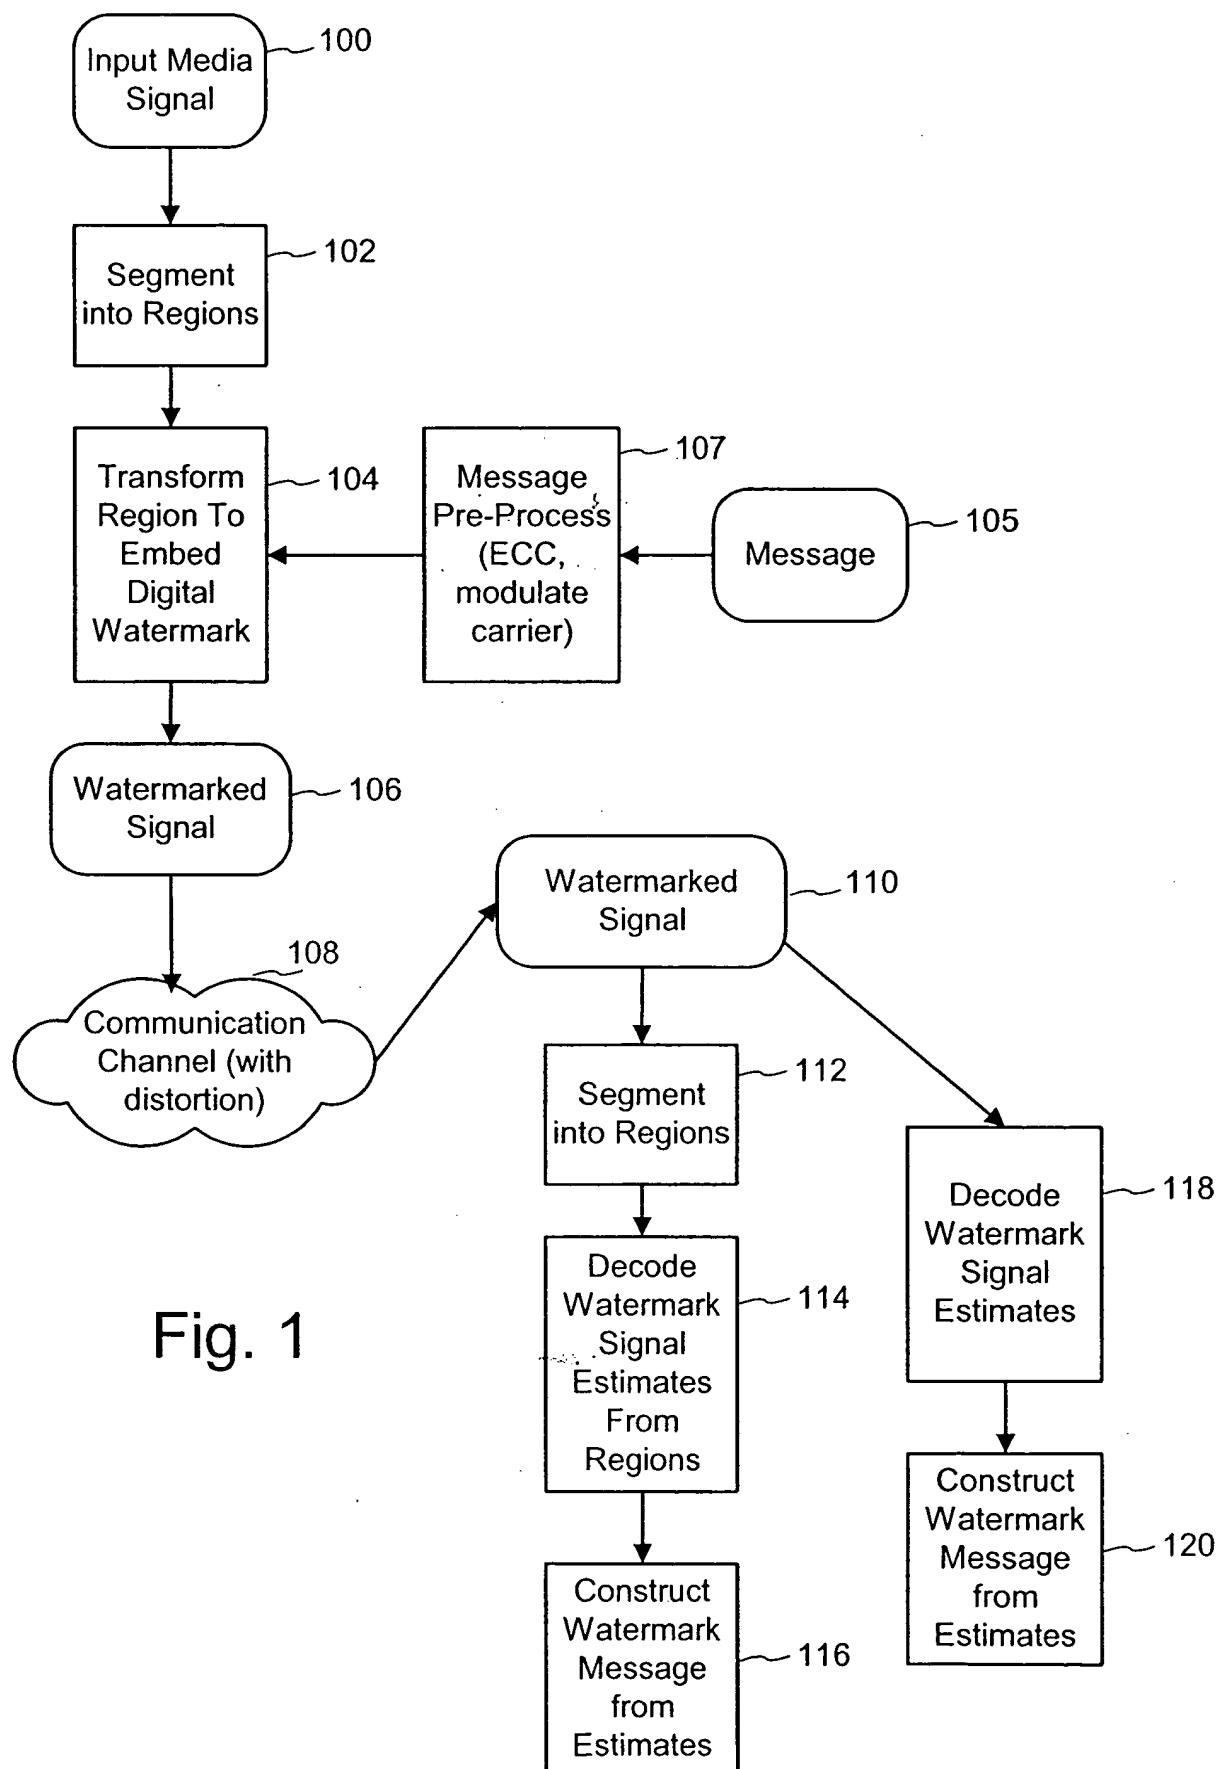 100
Input Media
Signal
102
Segment
into Regions
104
Transform
Region To
Embed
Digital
Watermark
107
Message
Pre-Process
(ECC,
modulate
carrier)
105
Message
106
Watermarked
Signal
108
Communication
Channel (with
distortion)
110
Watermarked
Signal
112
Segment
into Regions
114
Decode
Watermark
Signal
Estimates
From
Regions
116
Construct
Watermark
Message
from
Estimates
118
Decode
Watermark
Signal
Estimates
120
Construct
Watermark
Message
from
Estimates
Fig. 1